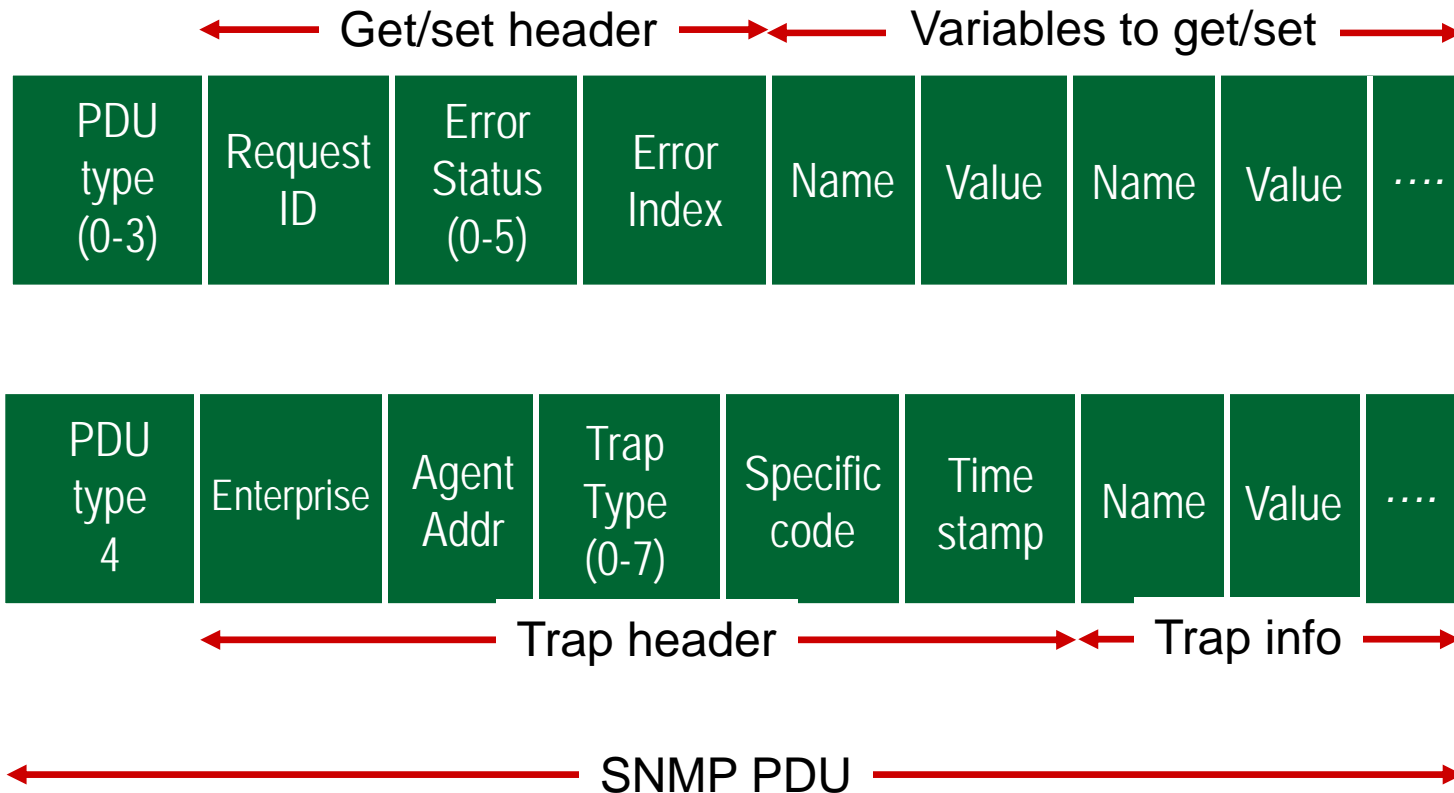 Get/set header
Variables to get/set
PDU
type
(0-3)
Request
ID
Error
Status
(0-5)
Error
Index
Name
Value
Name
Value
....
PDU
type
4
Enterprise
Agent
Addr
Trap
Type
(0-7)
Specific
code
Time
stamp
Name
Value
....
Trap header
Trap info
SNMP PDU